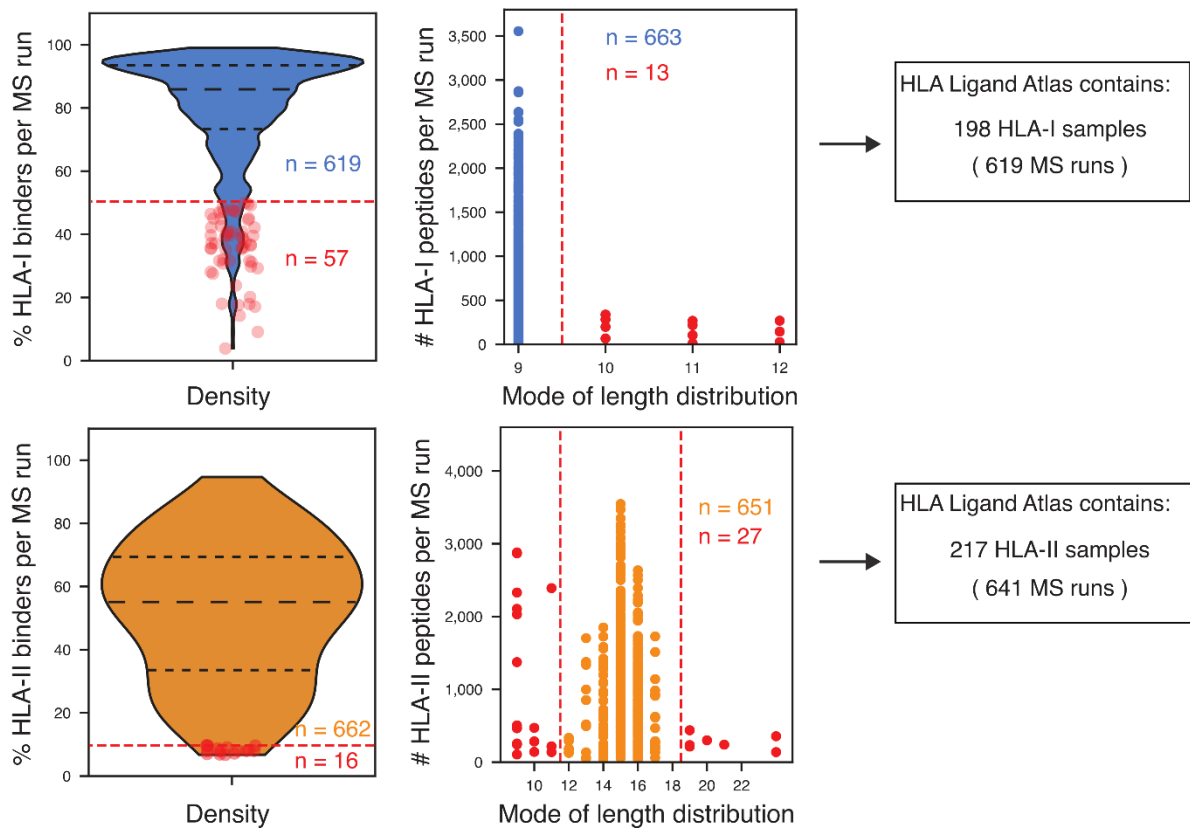 % HLA-I binders per MS run
100
80
60
40
20
0
n = 619
n = 57
Density
# HLA-I peptides per MS run
3,500
3,000
2,500
2,000
1,500
1,000
500
0
n = 663
n = 13
9
10
11
12
Mode of length distribution
HLA Ligand Atlas contains:
198 HLA-I samples
( 619 MS runs )
% HLA-II binders per MS run
100
80
60
40
20
0
n = 662
n = 16
Density
# HLA-II peptides per MS run
4,000
3,000
2,000
1,000
0
n = 651
n = 27
10
12
14
16
18
20
22
Mode of length distribution
HLA Ligand Atlas contains:
217 HLA-II samples
( 641 MS runs )